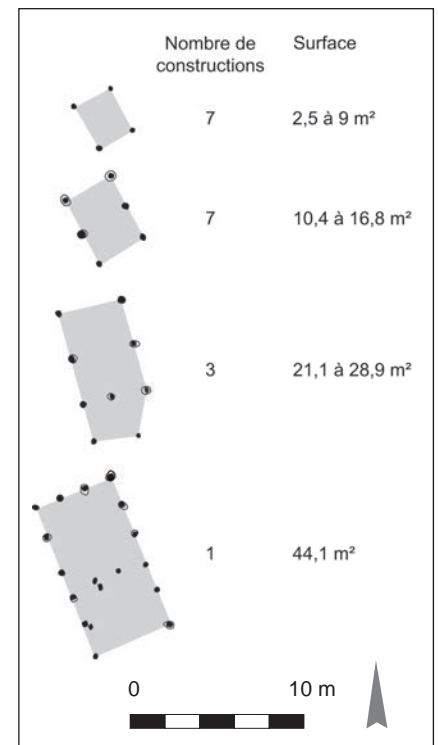 Nombre de constructions Surface
7 2,5 à 9 m²
7 10,4 à 16,8 m²
3 21,1 à 28,9 m²
1 44,1 m²
0 10 m